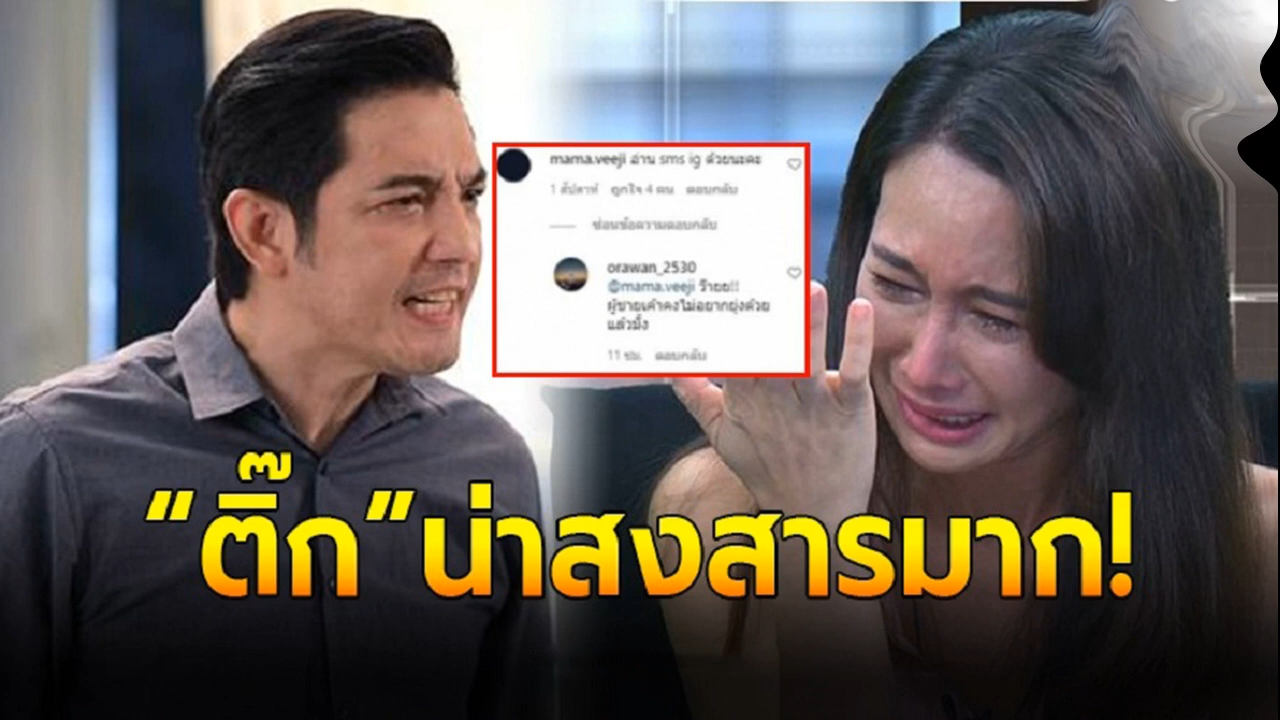 mama.veeji อ่าน sms ig ด้วยนะคะ
1 สัปดาห์ ถูกใจ 4 คน ตอบกลับ
ซ่อนข้อความตอบกลับ
orawan_2530
@mama.veeji ร๊ายย!!
ผู้ชายเค้าคงไม่อยากยุ่งด้วย
แล้วมั้ง
11 ชม. ตอบกลับ
“ติ๊ก”น่าสงสารมาก!